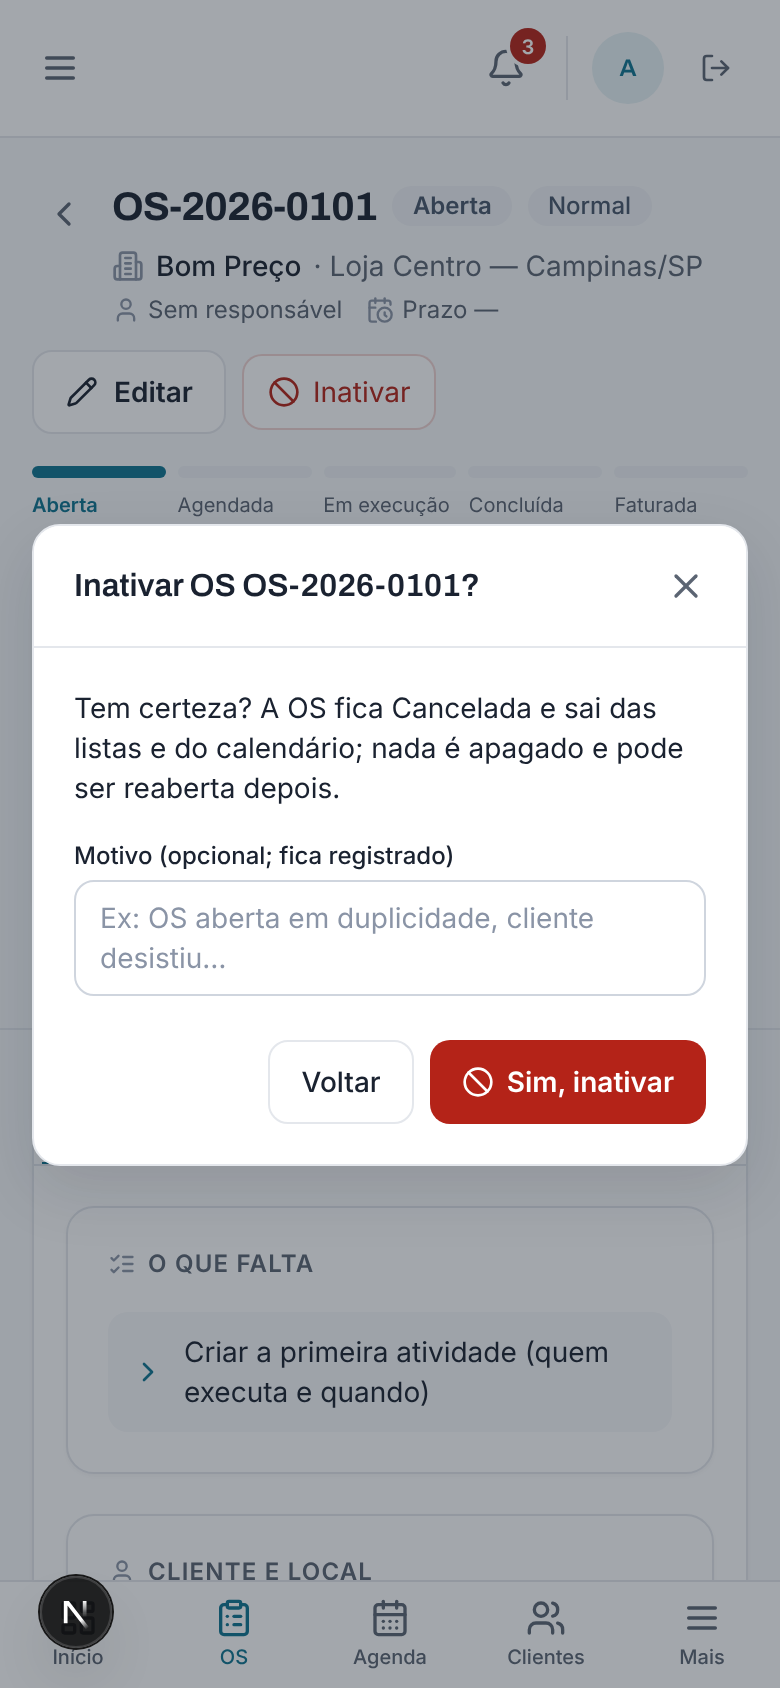 3
A
OS-2026-0101 Aberta Normal
Bom Preço · Loja Centro — Campinas/SP
Sem responsável Prazo —
Editar Inativar
Aberta Agendada Em execução Concluída Faturada
Inativar OS OS-2026-0101?
Tem certeza? A OS fica Cancelada e sai das
listas e do calendário; nada é apagado e pode
ser reaberta depois.
Motivo (opcional; fica registrado)
Ex: OS aberta em duplicidade, cliente
desistiu...
Voltar Sim, inativar
O QUE FALTA
Criar a primeira atividade (quem
executa e quando)
CLIENTE E LOCAL
N
Início OS Agenda Clientes Mais